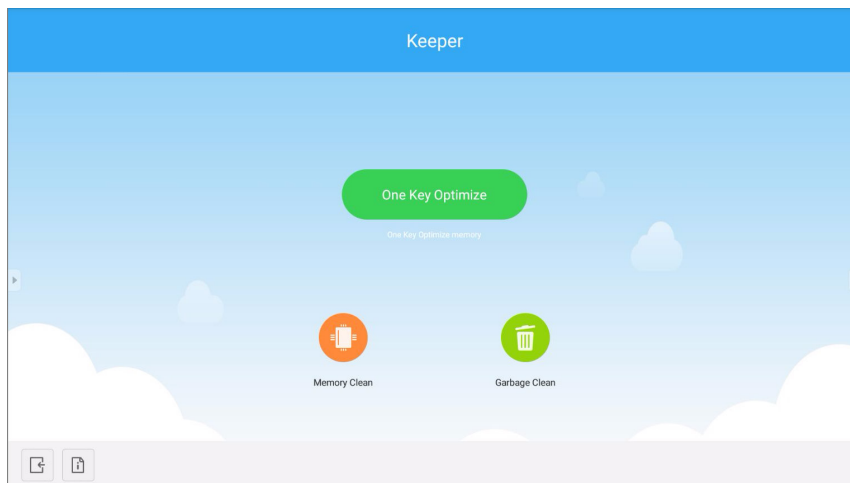 Keeper
One Key Optimize
One Key Optimize memory
Memory Clean
Garbage Clean